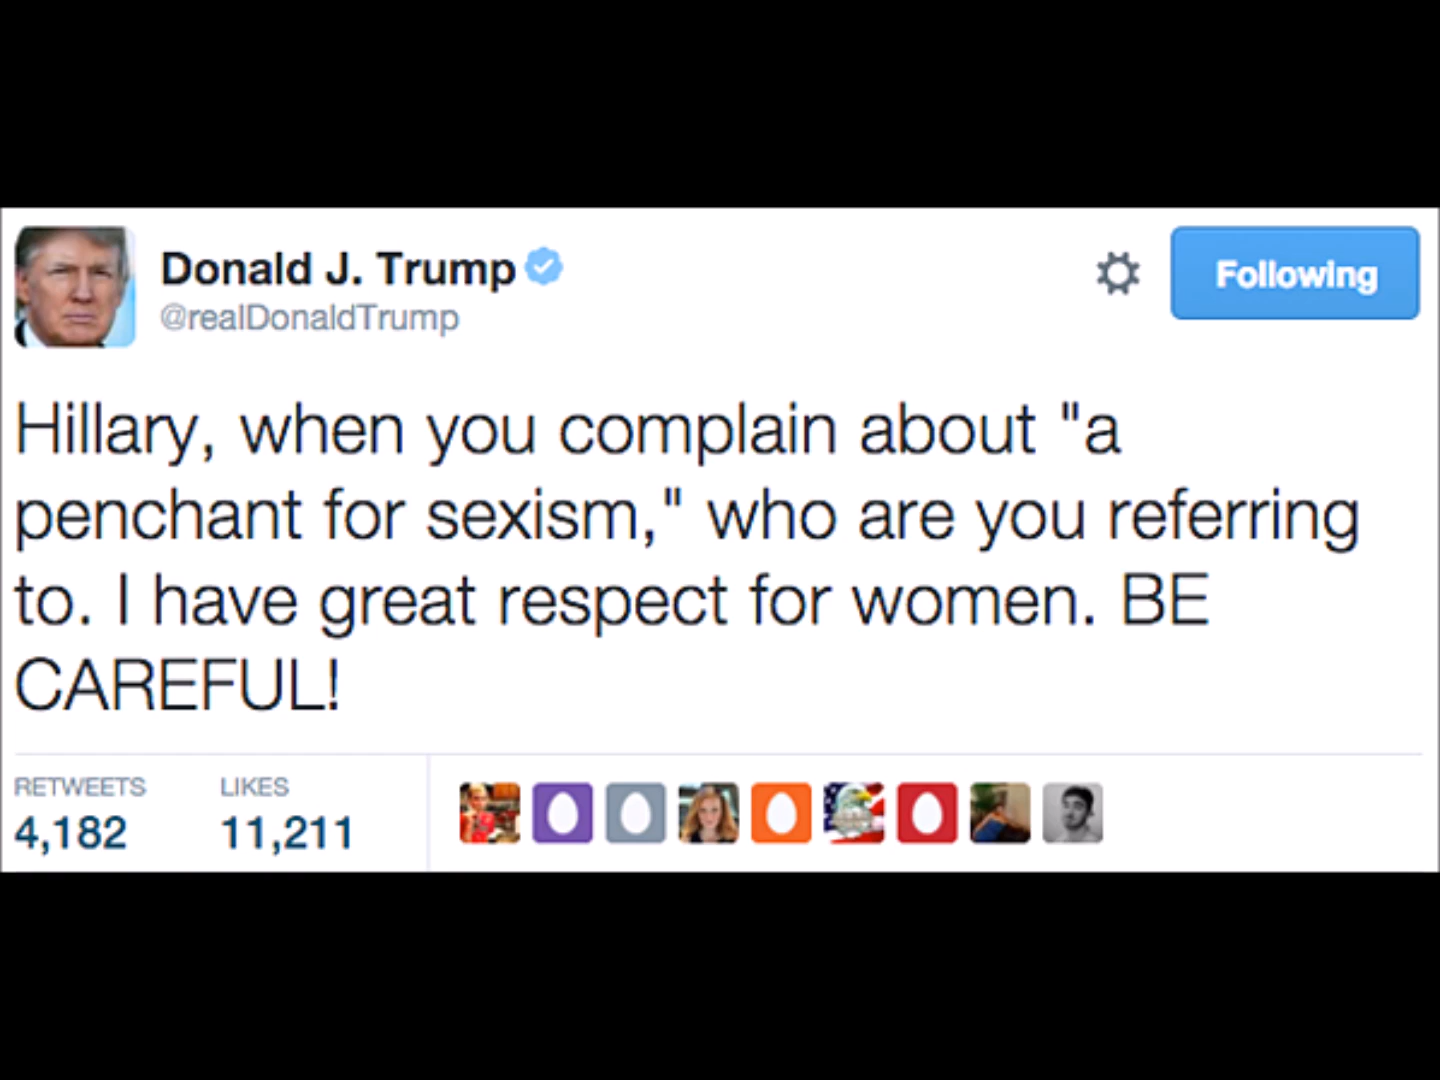 Donald J. Trump
@realDonaldTrump
Following
Hillary, when you complain about "a
penchant for sexism," who are you referring
to. I have great respect for women. BE
CAREFUL!
RETWEETS
4,182
LIKES
11,211